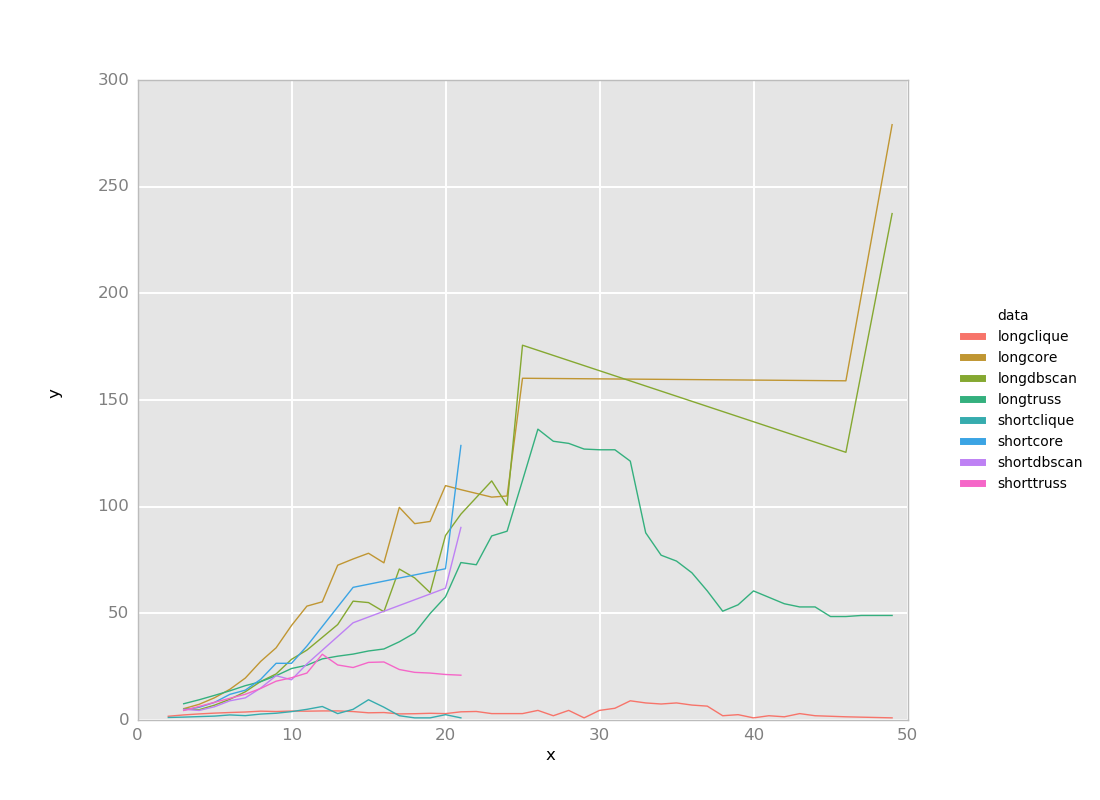 300
250
200
150
100
50
0
y
0 10 20 30 40 50
x
data
longclique
longcore
longdbscan
longtruss
shortclique
shortcore
shortdbscan
shorttruss